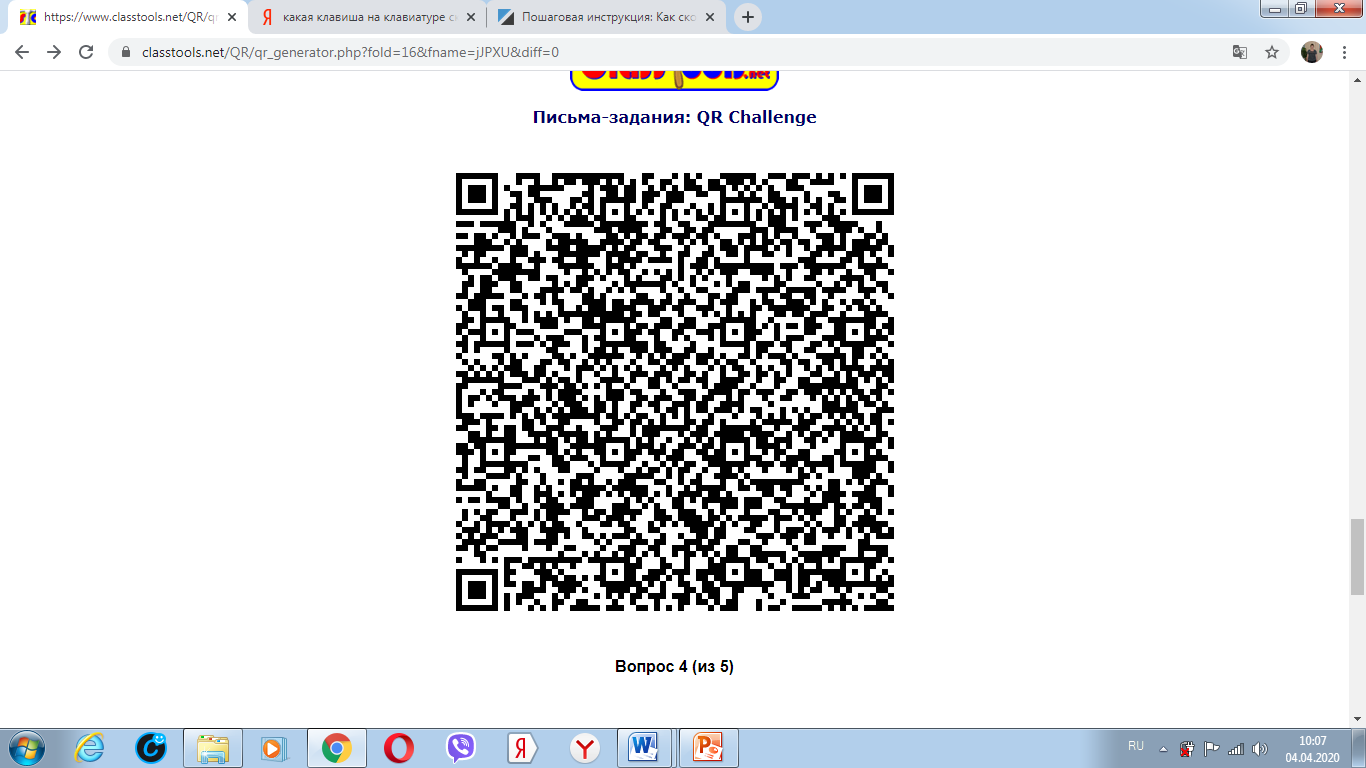 https://www.classtools.net/QR/qr
какая клавиша на клавиатуре ск
Пошаговая инструкция: Как ско
classtools.net/QR/qr_generator.php?fold=16&fname=jJPXU&diff=0
Письма-задания: QR Challenge
Вопрос 4 (из 5)
RU
10:07
04.04.2020